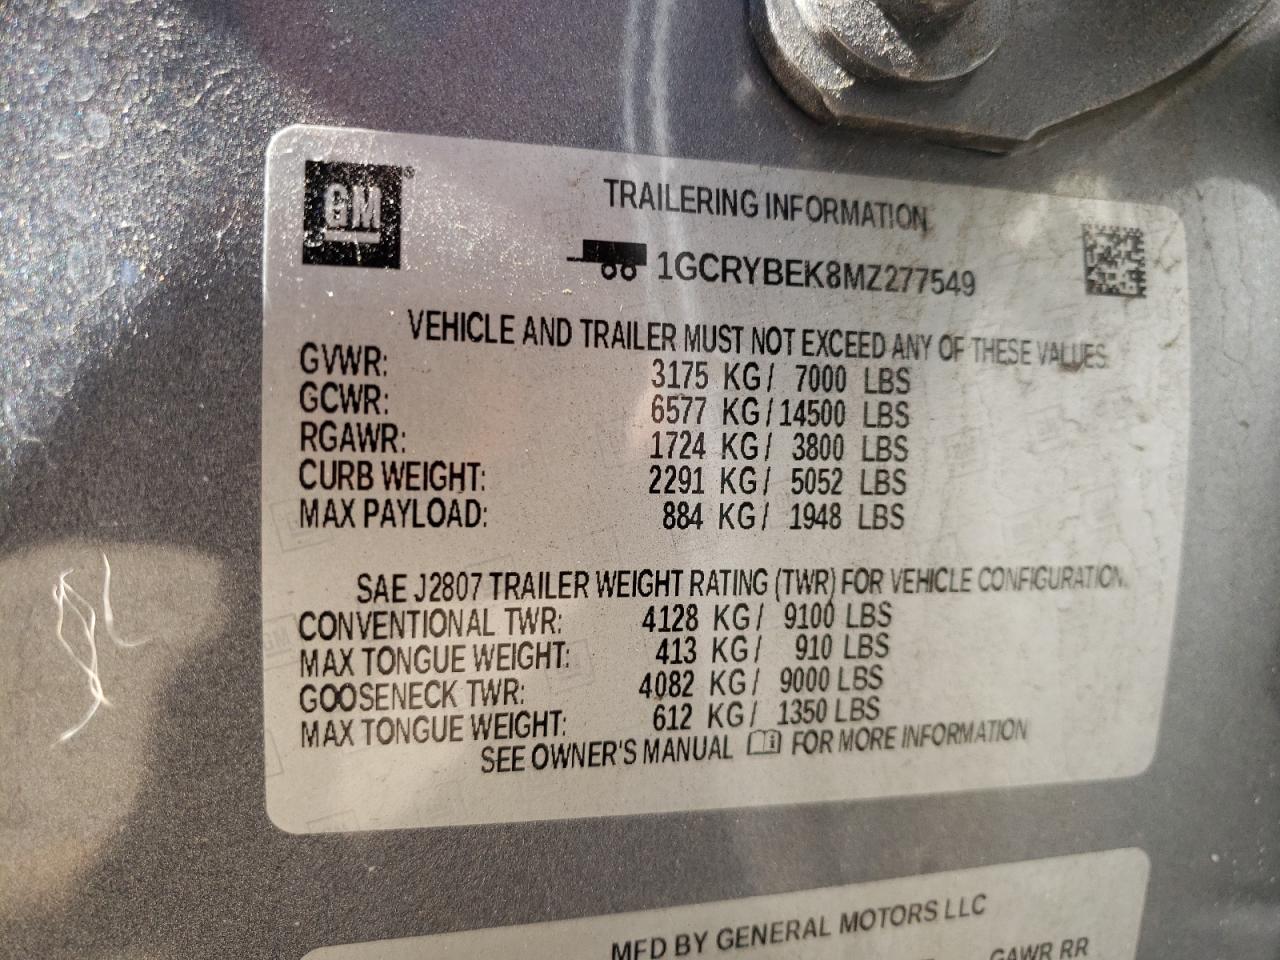 GM®
TRAILERING INFORMATION
1GCRYBEK8MZ277549
VEHICLE AND TRAILER MUST NOT EXCEED ANY OF THESE VALUES.
GVWR: 3175 KG/ 7000 LBS
GCWR: 6577 KG/14500 LBS
RGAWR: 1724 KG/ 3800 LBS
CURB WEIGHT: 2291 KG/ 5052 LBS
MAX PAYLOAD: 884 KG/ 1948 LBS
SAE J2807 TRAILER WEIGHT RATING (TWR) FOR VEHICLE CONFIGURATION.
CONVENTIONAL TWR: 4128 KG/ 9100 LBS
MAX TONGUE WEIGHT: 413 KG/ 910 LBS
GOOSENECK TWR: 4082 KG/ 9000 LBS
MAX TONGUE WEIGHT: 612 KG/ 1350 LBS
SEE OWNER'S MANUAL FOR MORE INFORMATION
MFD BY GENERAL MOTORS LLC
GAWR RR